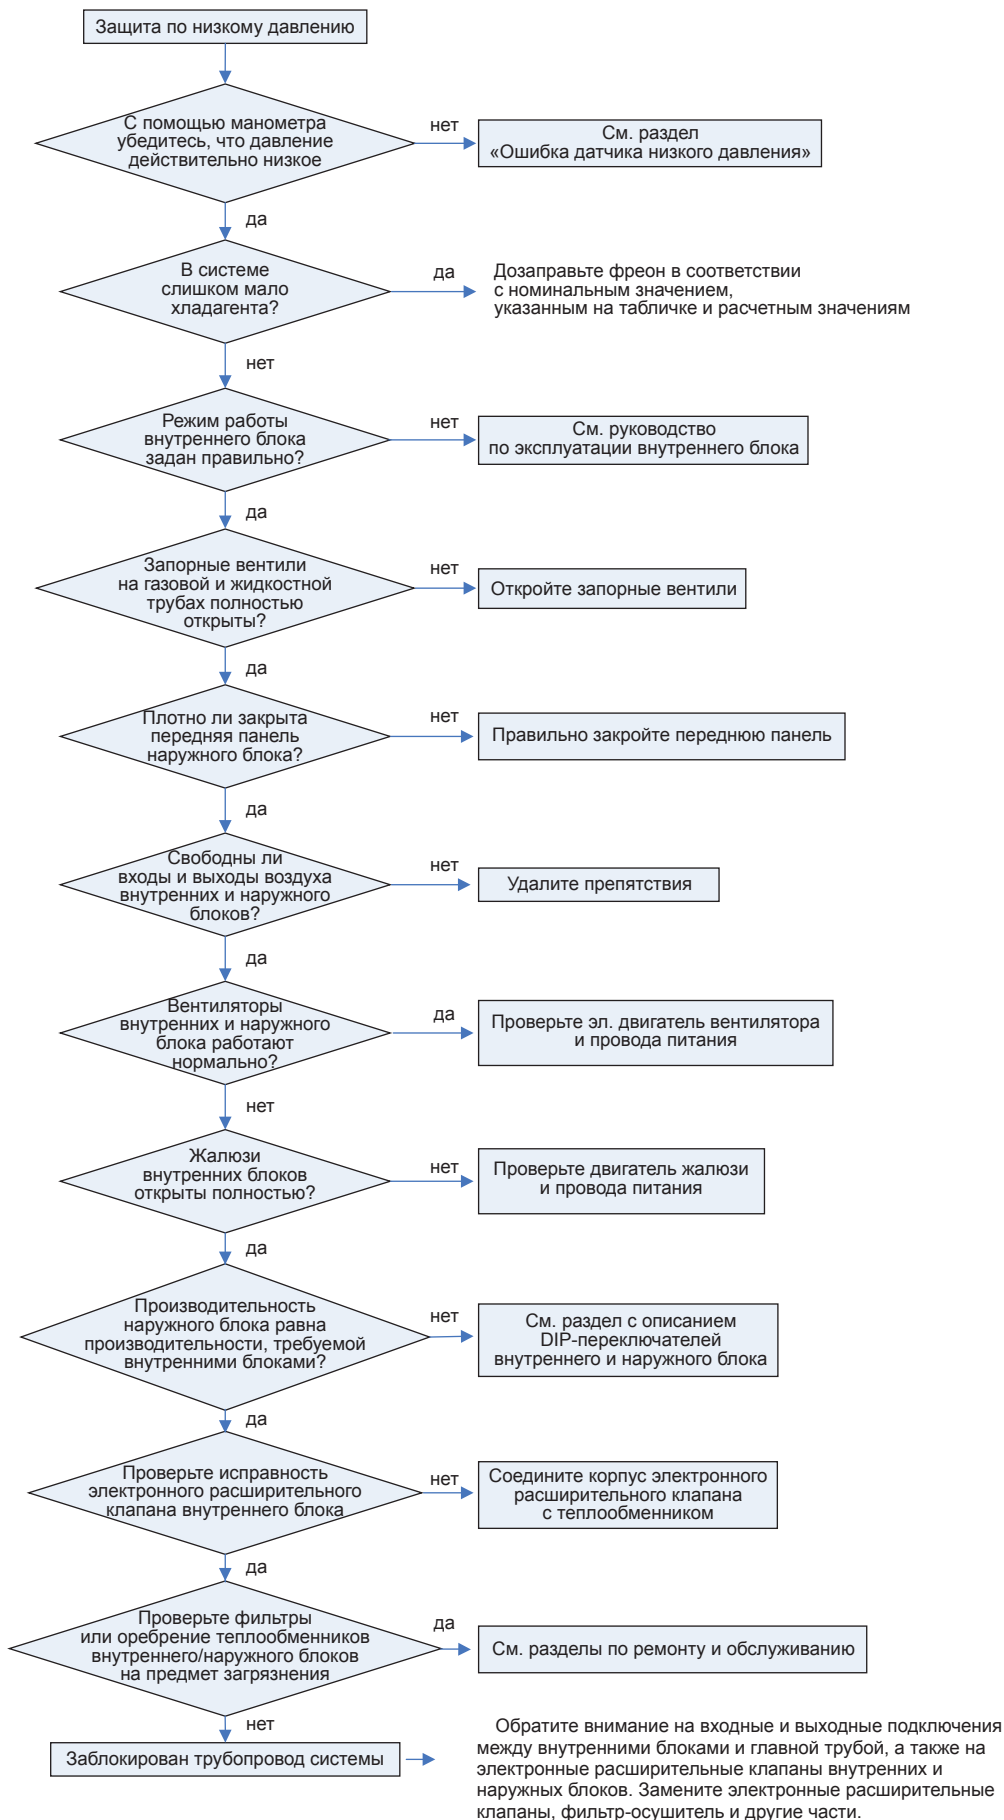 Защита по низкому давлению
С помощью манометра
убедитесь, что давление
действительно низкое
нет
См. раздел
«Ошибка датчика низкого давления»
да
В системе
слишком мало
хладагента?
да
Дозаправьте фреон в соответствии
с номинальным значением,
указанным на табличке и расчетным значениям
нет
Режим работы
внутреннего блока
задан правильно?
нет
См. руководство
по эксплуатации внутреннего блока
да
Запорные вентили
на газовой и жидкостной
трубах полностью
открыты?
нет
Откройте запорные вентили
да
Плотно ли закрыта
передняя панель
наружного блока?
нет
Правильно закройте переднюю панель
да
Свободны ли
входы и выходы воздуха
внутренних и наружного
блоков?
нет
Удалите препятствия
да
Вентиляторы
внутренних и наружного
блока работают
нормально?
да
Проверьте эл. двигатель вентилятора
и провода питания
нет
Жалюзи
внутренних блоков
открыты полностью?
нет
Проверьте двигатель жалюзи
и провода питания
да
Производительность
наружного блока равна
производительности, требуемой
внутренними блоками?
нет
См. раздел с описанием
DIP-переключателей
внутреннего и наружного блока
да
Проверьте исправность
электронного расширительного
клапана внутреннего блока
нет
Соедините корпус электронного
расширительного клапана
с теплообменником
да
Проверьте фильтры
или оребрение теплообменников
внутреннего/наружного блоков
на предмет загрязнения
да
См. разделы по ремонту и обслуживанию
нет
Заблокирован трубопровод системы
Обратите внимание на входные и выходные подключения
между внутренними блоками и главной трубой, а также на
электронные расширительные клапаны внутренних и
наружных блоков. Замените электронные расширительные
клапаны, фильтр-осушитель и другие части.